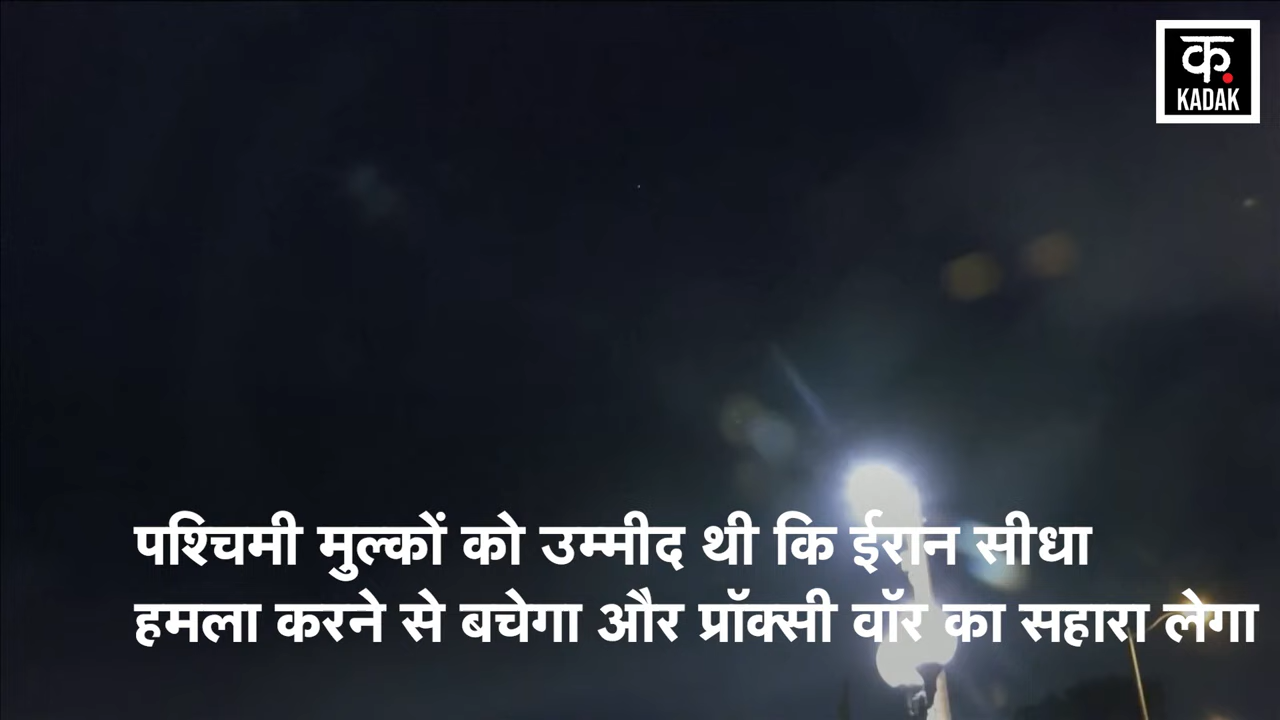 क.
KADAK
पश्चिमी मुल्कों को उम्मीद थी कि ईरान सीधा
हमला करने से बचेगा और प्रॉक्सी वॉर का सहारा लेगा